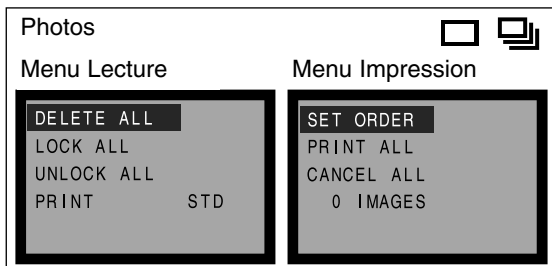 Photos
Menu Lecture
DELETE ALL
LOCK ALL
UNLOCK ALL
PRINT STD
Menu Impression
SET ORDER
PRINT ALL
CANCEL ALL
0 IMAGES